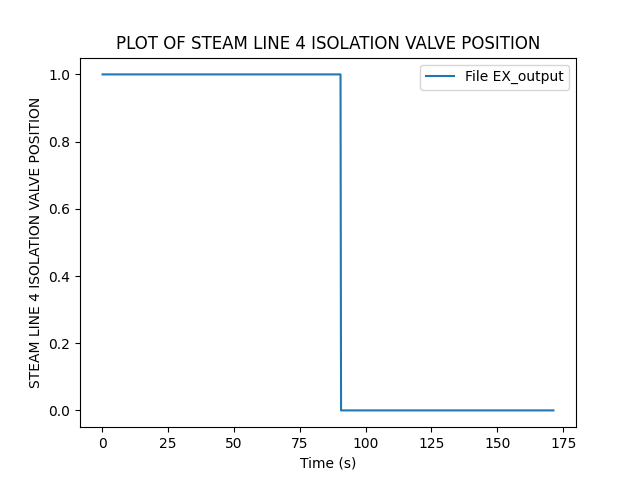 PLOT OF STEAM LINE 4 ISOLATION VALVE POSITION
File EX_output
STEAM LINE 4 ISOLATION VALVE POSITION
1.0
0.8
0.6
0.4
0.2
0.0
0 25 50 75 100 125 150 175
Time (s)